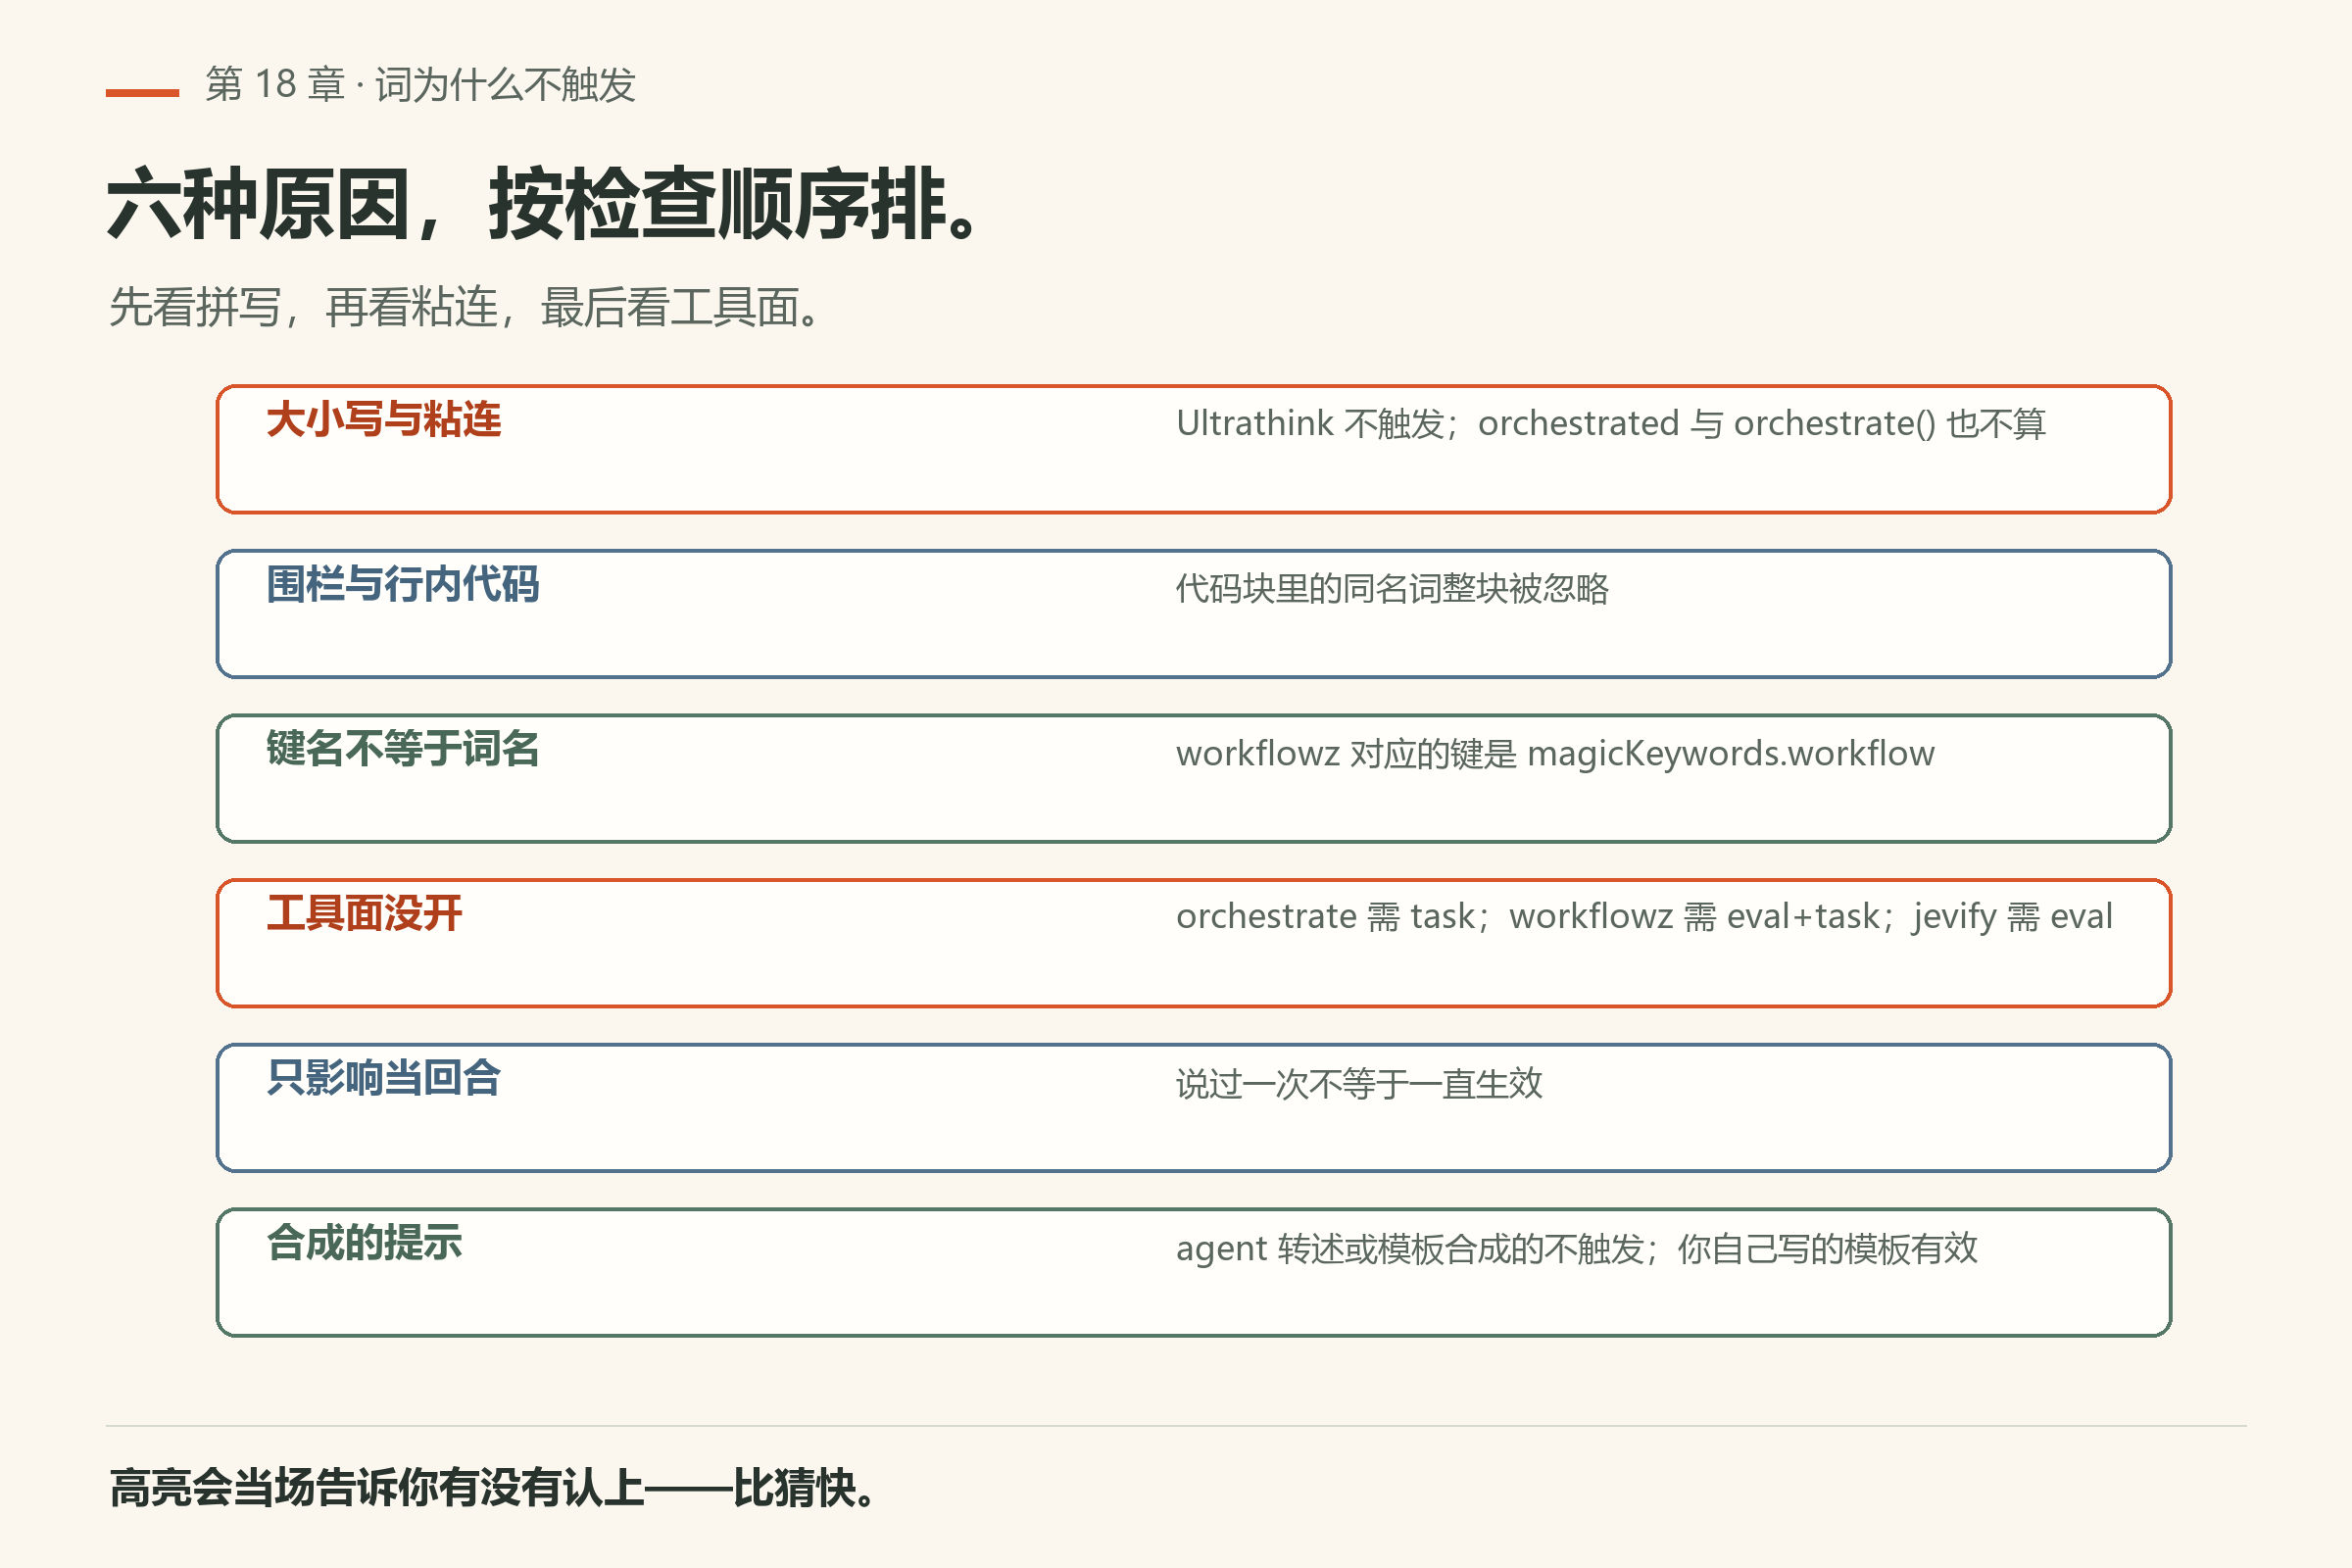 第 18 章 · 词为什么不触发
六种原因，按检查顺序排。
先看拼写，再看粘连，最后看工具面。
大小写与粘连
Ultrathink 不触发；orchestrated 与 orchestrate() 也不算
围栏与行内代码
代码块里的同名词整块被忽略
键名不等于词名
workflowz 对应的键是 magicKeywords.workflow
工具面没开
orchestrate 需 task；workflowz 需 eval+task；jevify 需 eval
只影响当回合
说过一次不等于一直生效
合成的提示
agent 转述或模板合成的不触发；你自己写的模板有效
高亮会当场告诉你有没有认上——比猜快。